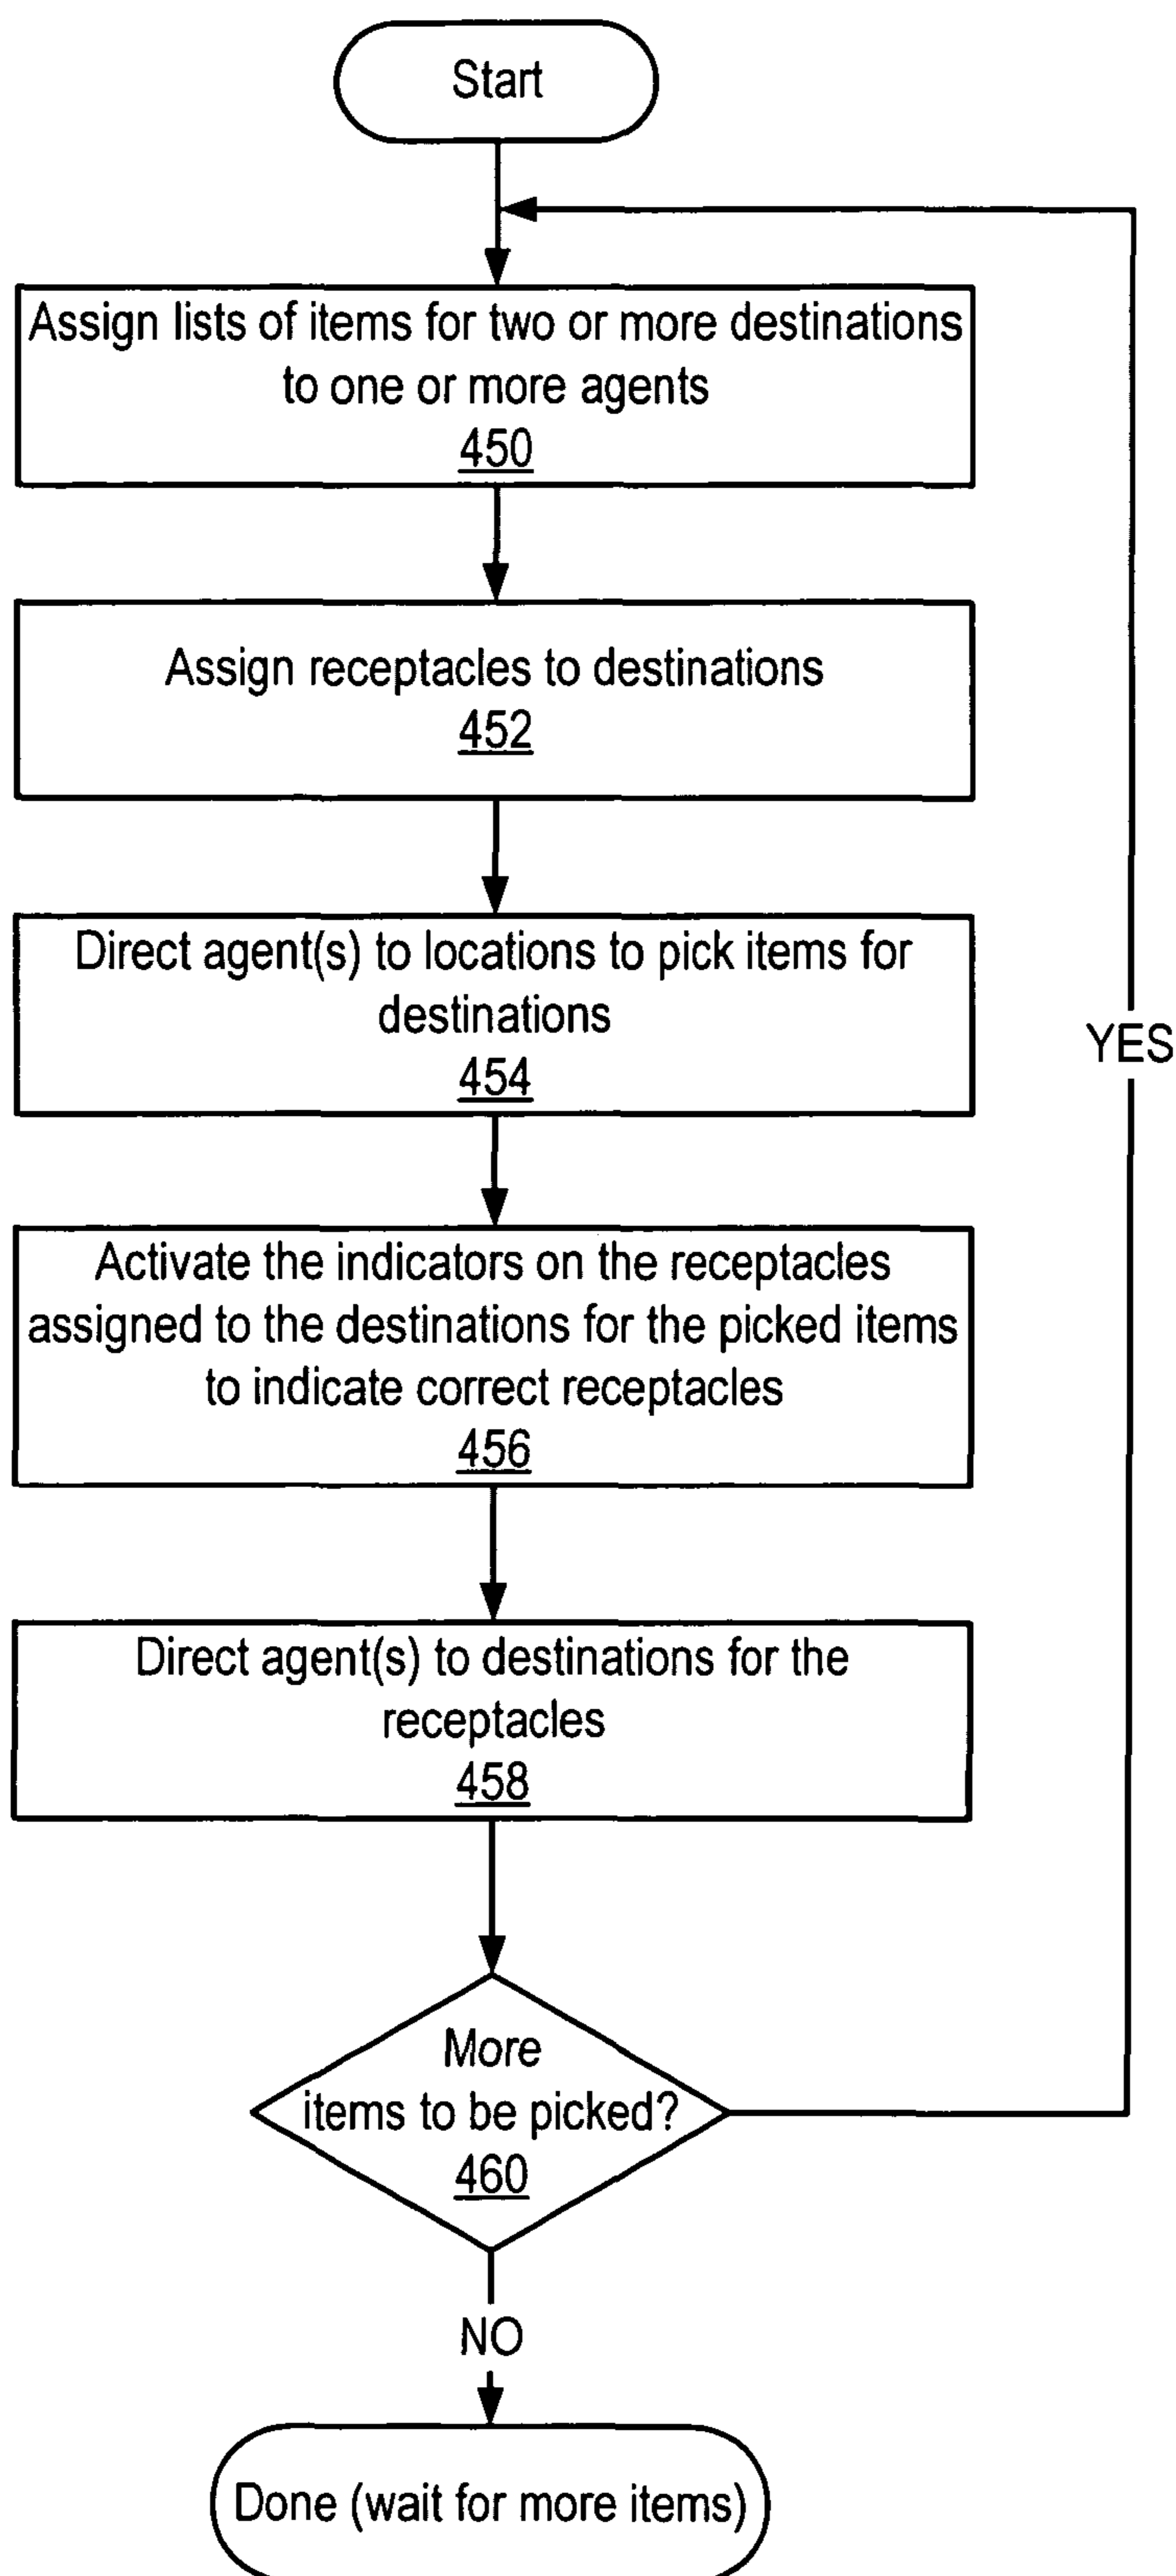 Start
Assign lists of items for two or more destinations
to one or more agents
450
Assign receptacles to destinations
452
Direct agent(s) to locations to pick items for
destinations
454
YES
Activate the indicators on the receptacles
assigned to the destinations for the picked items
to indicate correct receptacles
456
Direct agent(s) to destinations for the
receptacles
458
More
items to be picked?
460
NO
Done (wait for more items)